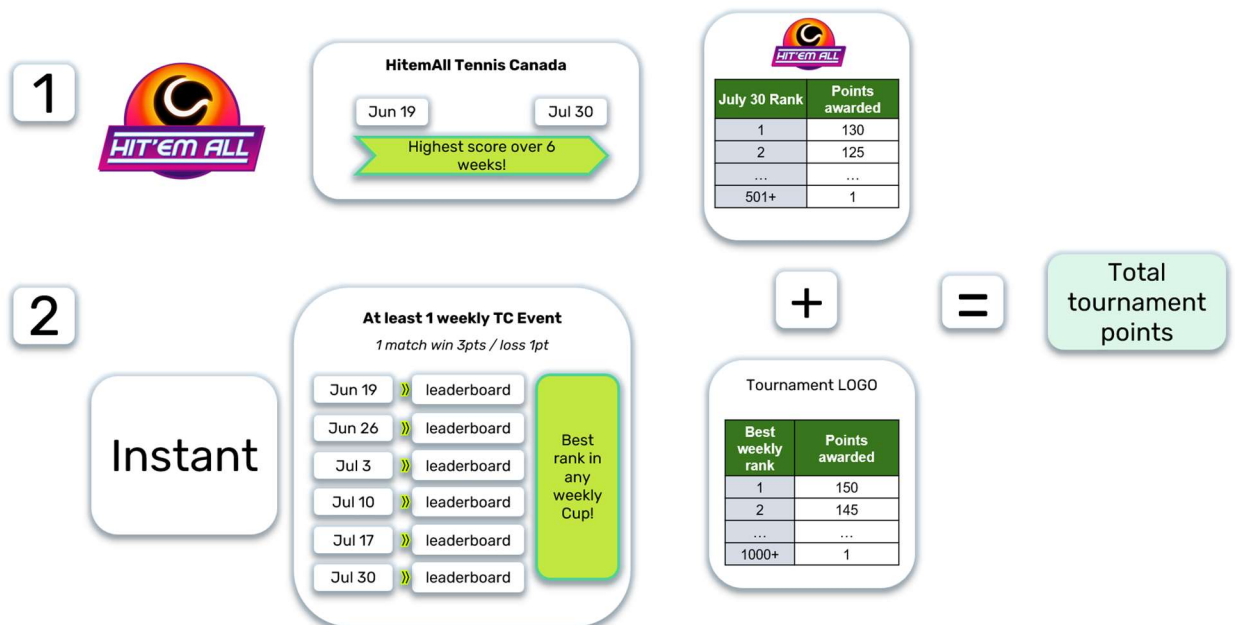 1
HIT'EM ALL
HitemAll Tennis Canada
Jun 19 Jul 30
Highest score over 6
weeks!
HIT'EM ALL
July 30 Rank Points
awarded
1 130
2 125
... ...
501+ 1
2
Instant
At least 1 weekly TC Event
1 match win 3pts / loss 1pt
Jun 19 » leaderboard
Jun 26 » leaderboard
Jul 3 » leaderboard
Jul 10 » leaderboard
Jul 17 » leaderboard
Jul 30 » leaderboard
Best
rank in
any
weekly
Cup!
+
Tournament LOGO
Best
weekly
rank
Points
awarded
1 150
2 145
... ...
1000+ 1
=
Total
tournament
points